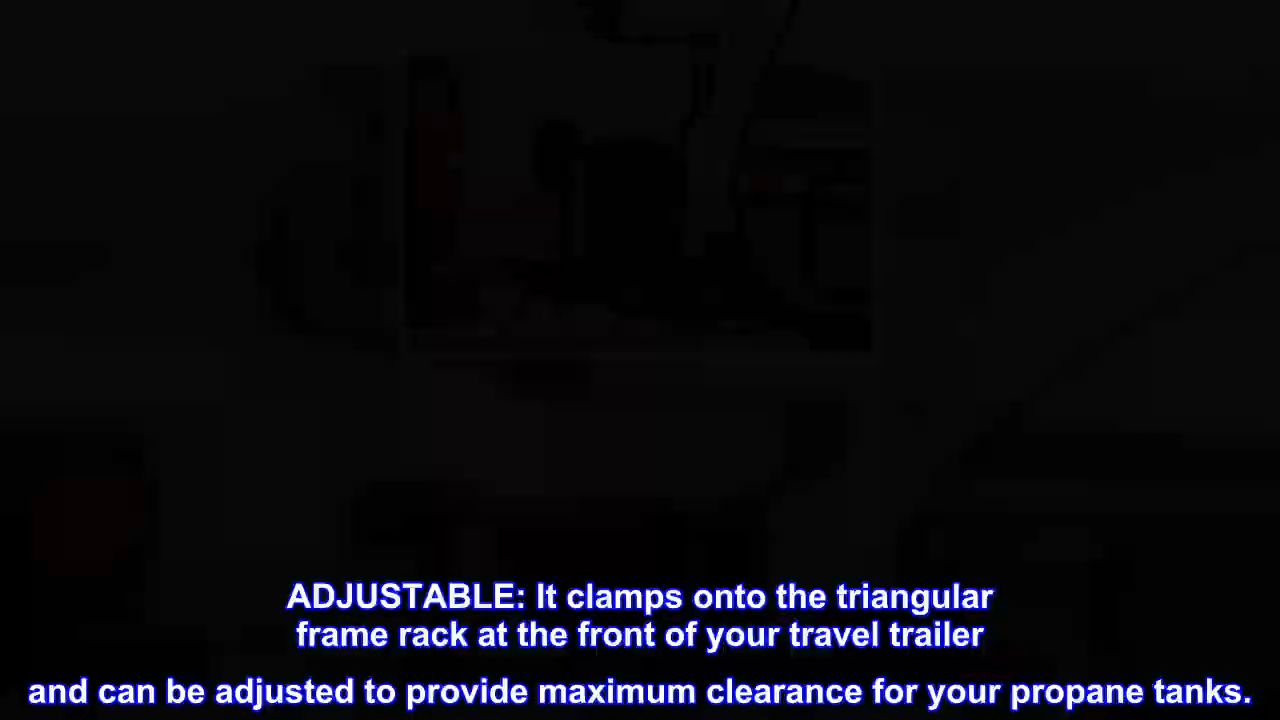 ADJUSTABLE: It clamps onto the triangular
frame rack at the front of your travel trailer
and can be adjusted to provide maximum clearance for your propane tanks.